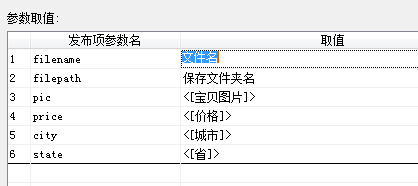 参数取值:
发布项参数名 取值
1 filename 文件名
2 filepath 保存文件夹名
3 pic <[宝贝图片]>
4 price <[价格]>
5 city <[城市]>
6 state <[省]>